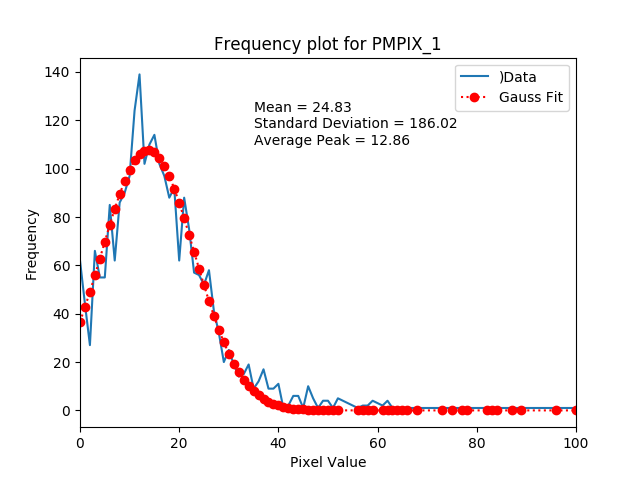 Frequency plot for PMPIX_1
)Data
Gauss Fit
Mean = 24.83
Standard Deviation = 186.02
Average Peak = 12.86
Frequency
140
120
100
80
60
40
20
0
0 20 40 60 80 100
Pixel Value